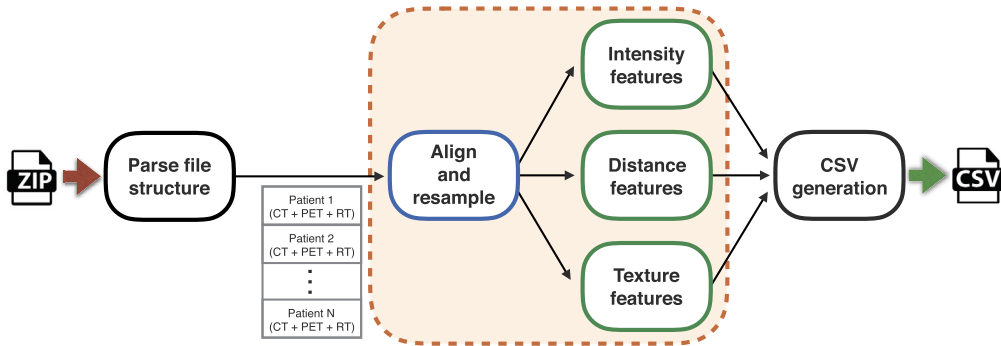 ZIP
Parse file
structure
Patient 1
(CT + PET + RT)
Patient 2
(CT + PET + RT)
Patient N
(CT + PET + RT)
Align
and
resample
Intensity
features
Distance
features
Texture
features
CSV
generation
CSV